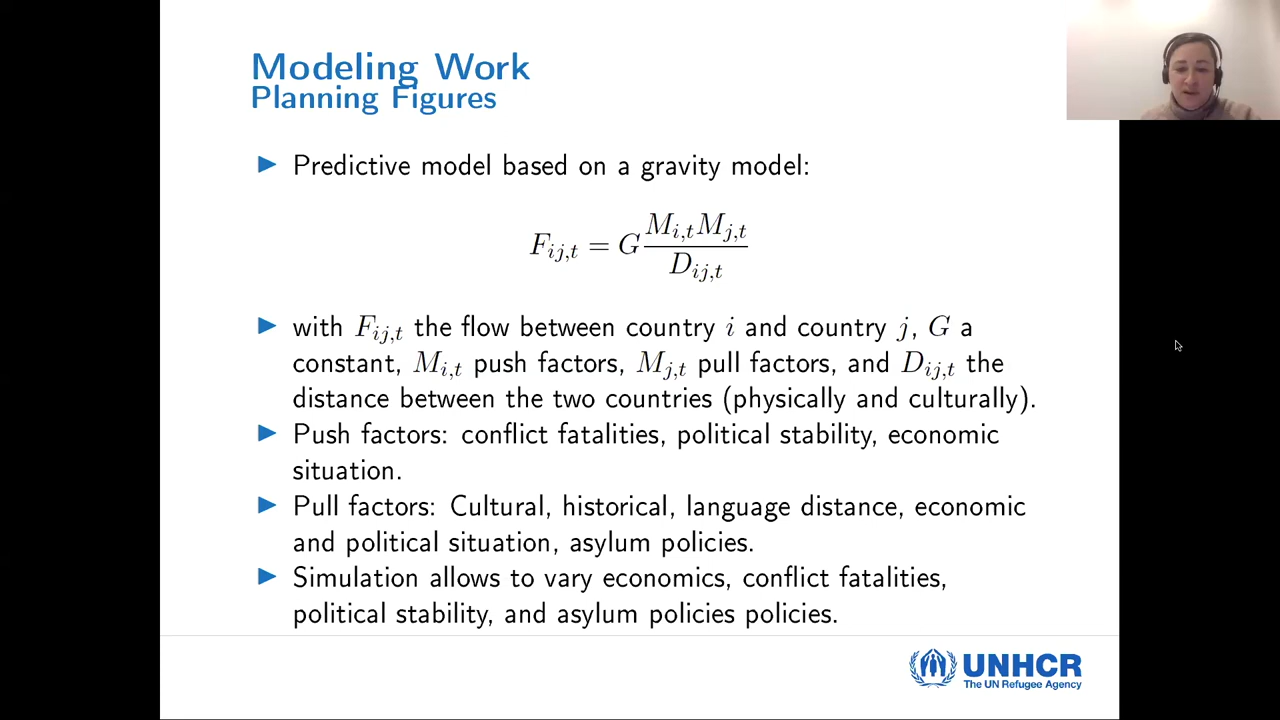 Modeling Work
Planning Figures
▶ Predictive model based on a gravity model:
F_{ij,t} = G \frac{M_{i,t} M_{j,t}}{D_{ij,t}}
▶ with F_{ij,t} the flow between country i and country j, G a
constant, M_{i,t} push factors, M_{j,t} pull factors, and D_{ij,t} the
distance between the two countries (physically and culturally).
▶ Push factors: conflict fatalities, political stability, economic
situation.
▶ Pull factors: Cultural, historical, language distance, economic
and political situation, asylum policies.
▶ Simulation allows to vary economics, conflict fatalities,
political stability, and asylum policies policies.
UNHCR
The UN Refugee Agency